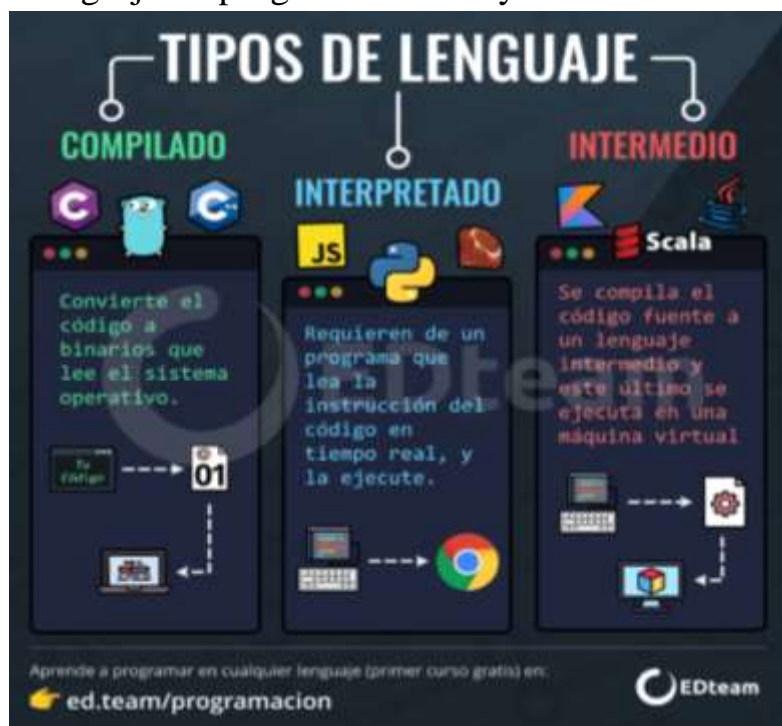 TIPOS DE LENGUAJE
COMPILADO
Convierte el
código a
binarios que
lee el sistema
operativo.
Tu
Código
01
INTERPRETADO
JS
Requieren de un
programa que
lea la
instrucción del
código en
tiempo real, y
la ejecute.
INTERMEDIO
Scala
Se compila el
código fuente a
un lenguaje
intermedio y
este último se
ejecuta en una
máquina virtual
EDteam
Aprende a programar en cualquier lenguaje (primer curso gratis) en:
ed.team/programacion
EDteam